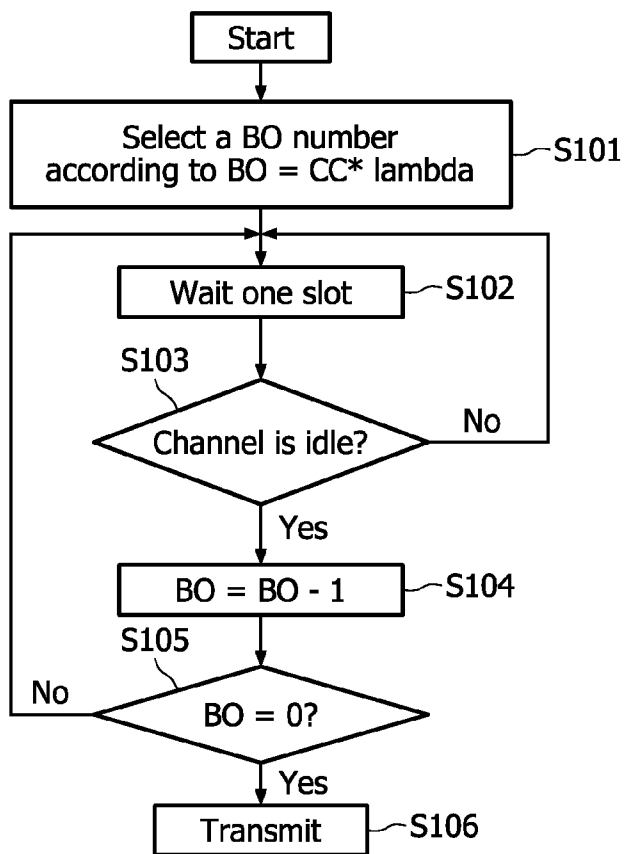 Start
Select a BO number
according to BO = CC* lambda
S101
Wait one slot
S102
S103
Channel is idle?
No
Yes
BO = BO - 1
S104
S105
No
BO = 0?
Yes
Transmit
S106